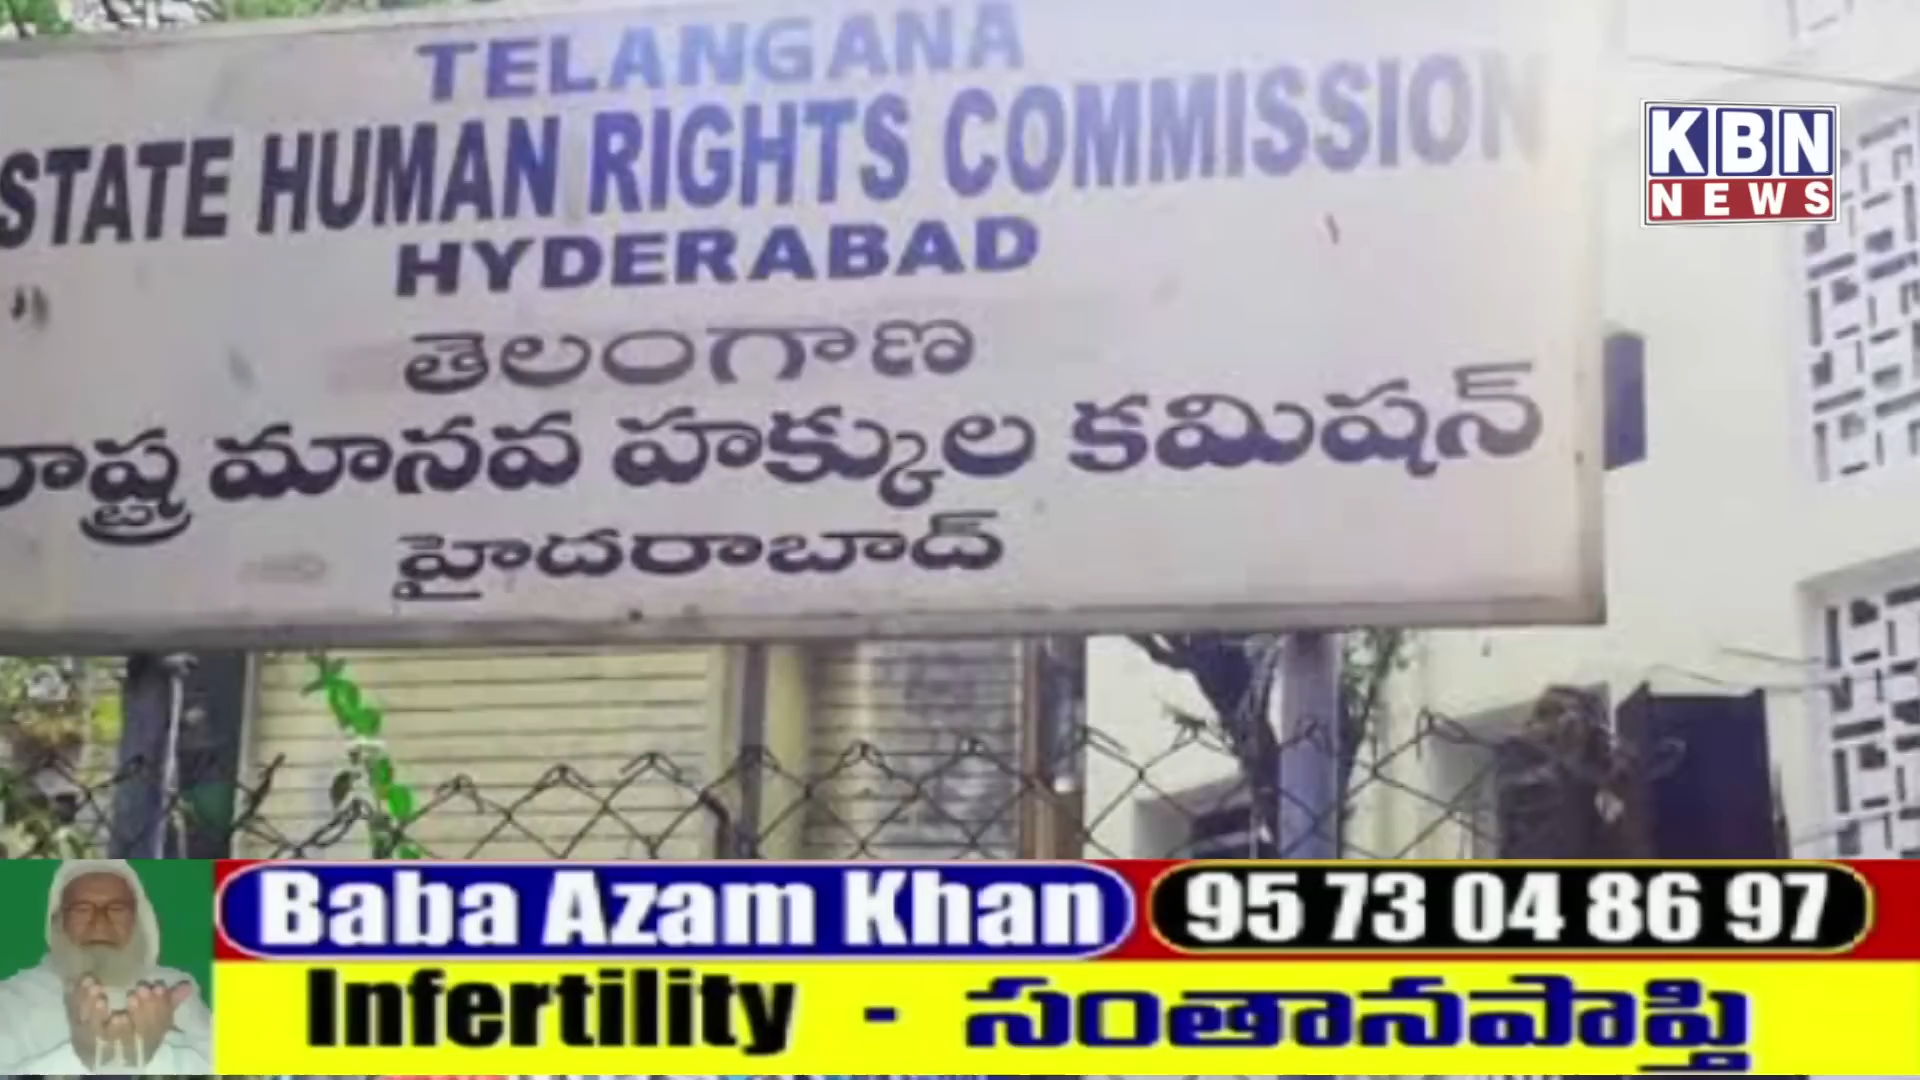 TELANGANA
STATE HUMAN RIGHTS COMMISSION
HYDERABAD
తెలంగాణ
రాష్ట్ర మానవ హక్కుల కమిషన్
హైదరాబాద్
KBN
NEWS
Baba Azam Khan 95 73 04 86 97
Infertility - సంతానప్రాప్తి